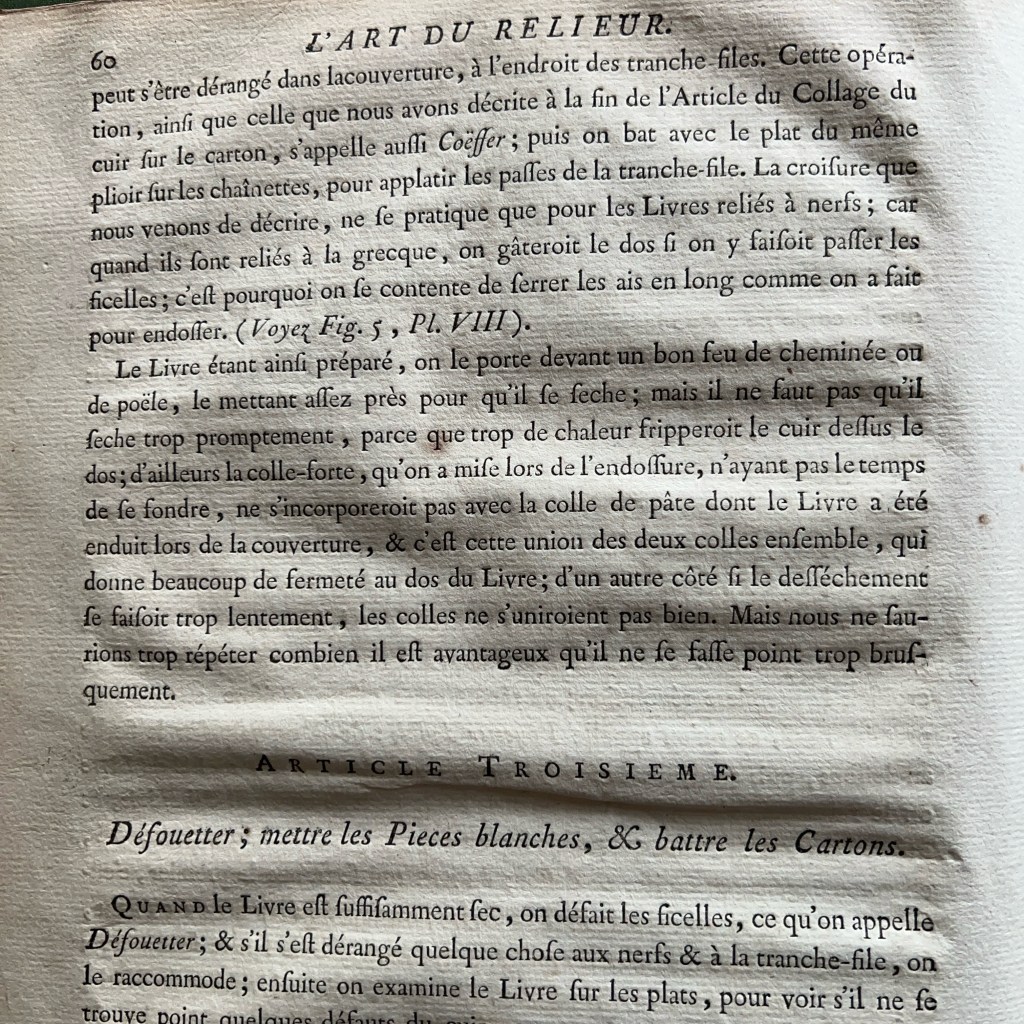 60
L'ART DU RELIEUR.
peut s'être dérangé dans lacouverture, à l'endroit des tranche-files. Cette opéra-
tion, ainſi que celle que nous avons décrite à la fin de l'Article du Collage du
cuir ſur le carton, s'appelle auſſi Coëffer; puis on bat avec le plat du même
plioir ſur les chaînettes, pour applatir les paſſes de la tranche-file. La croiſure que
nous venons de décrire, ne ſe pratique que pour les Livres reliés à nerfs; car
quand ils ſont reliés à la grecque, on gâteroit le dos ſi on y faiſoit paſſer les
ficelles; c'eſt pourquoi on ſe contente de ſerrer les ais en long comme on a fait
pour endoſſer. (Voyez Fig. 5, Pl. VIII).
Le Livre étant ainſi préparé, on le porte devant un bon feu de cheminée ou
de poële, le mettant aſſez près pour qu'il ſe ſeche; mais il ne faut pas qu'il
ſeche trop promptement, parce que trop de chaleur fripperoit le cuir deſſus le
dos; d'ailleurs la colle-forte, qu'on a miſe lors de l'endoſſure, n'ayant pas le temps
de ſe fondre, ne s'incorporeroit pas avec la colle de pâte dont le Livre a été
enduit lors de la couverture, & c'eſt cette union des deux colles enſemble, qui
donne beaucoup de fermeté au dos du Livre; d'un autre côté ſi le deſſéchement
ſe faiſoit trop lentement, les colles ne s'uniroient pas bien. Mais nous ne ſau-
rions trop répéter combien il eſt avantageux qu'il ne ſe faſſe point trop bruſ-
quement.
ARTICLE TROISIEME.
Défouetter; mettre les Pieces blanches, & battre les Cartons.
QUAND le Livre eſt ſuffiſamment ſec, on défait les ficelles, ce qu'on appelle
Défouetter; & s'il s'eſt dérangé quelque choſe aux nerfs & à la tranche-file, on
le raccommode; enſuite on examine le Livre ſur les plats, pour voir s'il ne ſe
trouve point quelques défauts du cuir